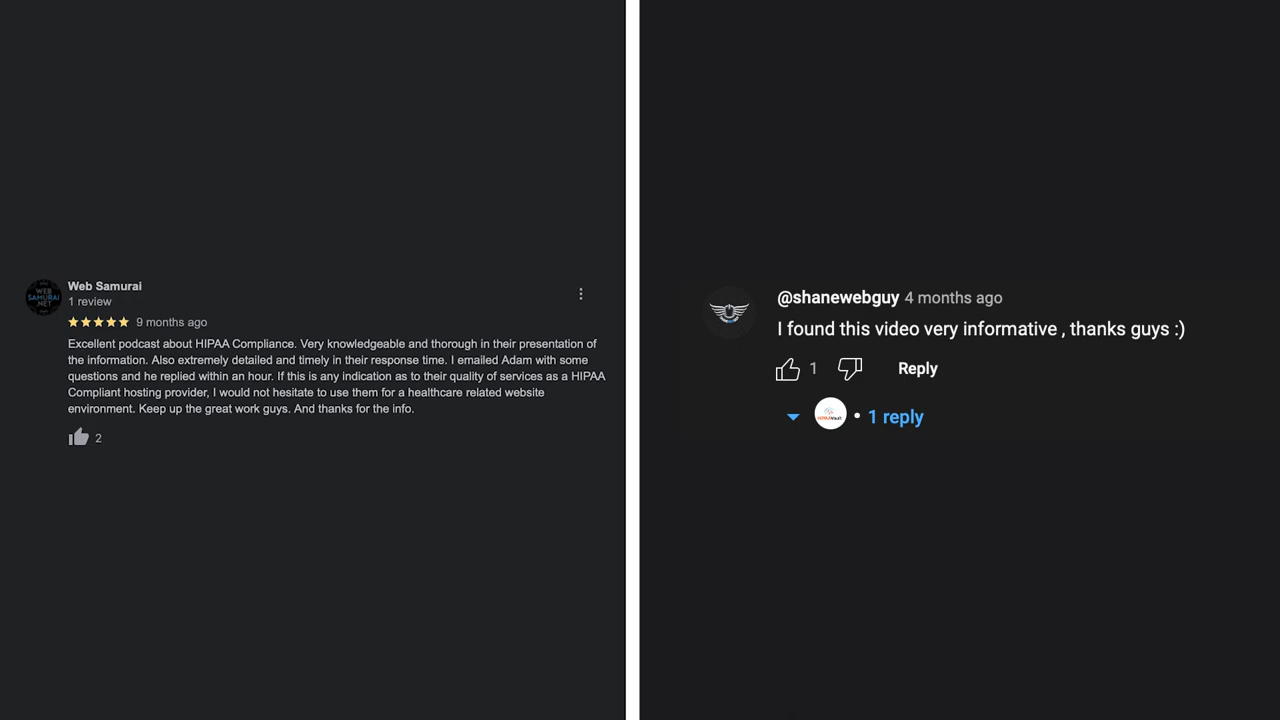 WEB
SAMURAI
.NET
Web Samurai
1 review
9 months ago
Excellent podcast about HIPAA Compliance. Very knowledgeable and thorough in their presentation of
the information. Also extremely detailed and timely in their response time. I emailed Adam with some
questions and he replied within an hour. If this is any indication as to their quality of services as a HIPAA
Compliant hosting provider, I would not hesitate to use them for a healthcare related website
environment. Keep up the great work guys. And thanks for the info.
2
@shanewebguy 4 months ago
I found this video very informative , thanks guys :)
1 Reply
HIPAAVault • 1 reply